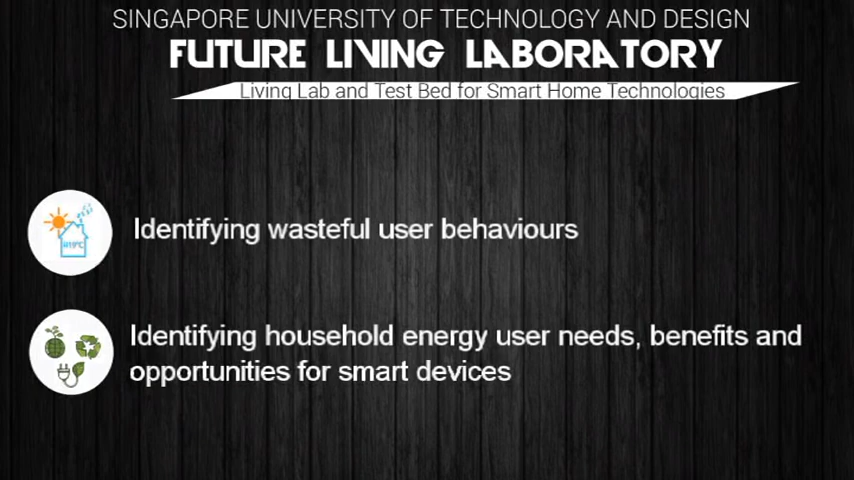 SINGAPORE UNIVERSITY OF TECHNOLOGY AND DESIGN
FUTURE LIVING LABORATORY
Living Lab and Test Bed for Smart Home Technologies
Identifying wasteful user behaviours
Identifying household energy user needs, benefits and
opportunities for smart devices